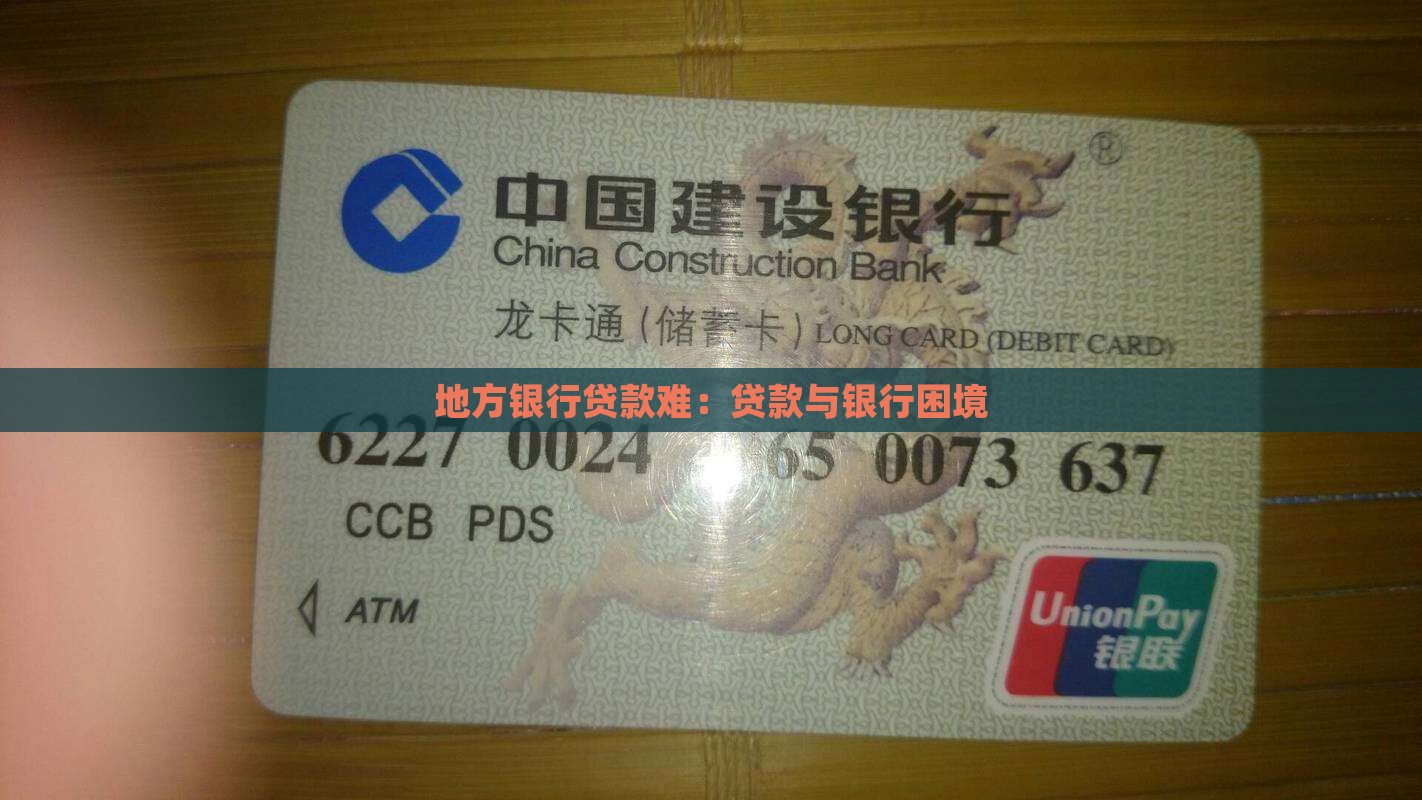 ®
中国建设银行
China Construction Bank
龙卡通(储蓄卡) LONG CARD (DEBIT CARD)
地方银行贷款难：贷款与银行困境
6227 0024 65 0073 637
CCB PDS
ATM
UnionPay
银联